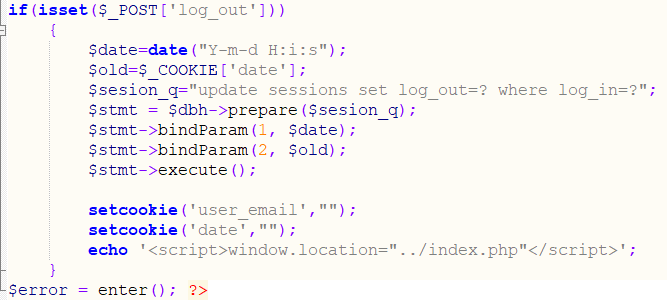 if(isset($_POST['log_out']))
{
$date=date("Y-m-d H:i:s");
$old=$_COOKIE['date'];
$sesion_q="update sessions set log_out=? where log_in=?";
$stmt = $dbh->prepare($sesion_q);
$stmt->bindParam(1, $date);
$stmt->bindParam(2, $old);
$stmt->execute();
setcookie('user_email',"");
setcookie('date',"");
echo '<script>window.location="../index.php"</script>';
}
$error = enter(); ?>